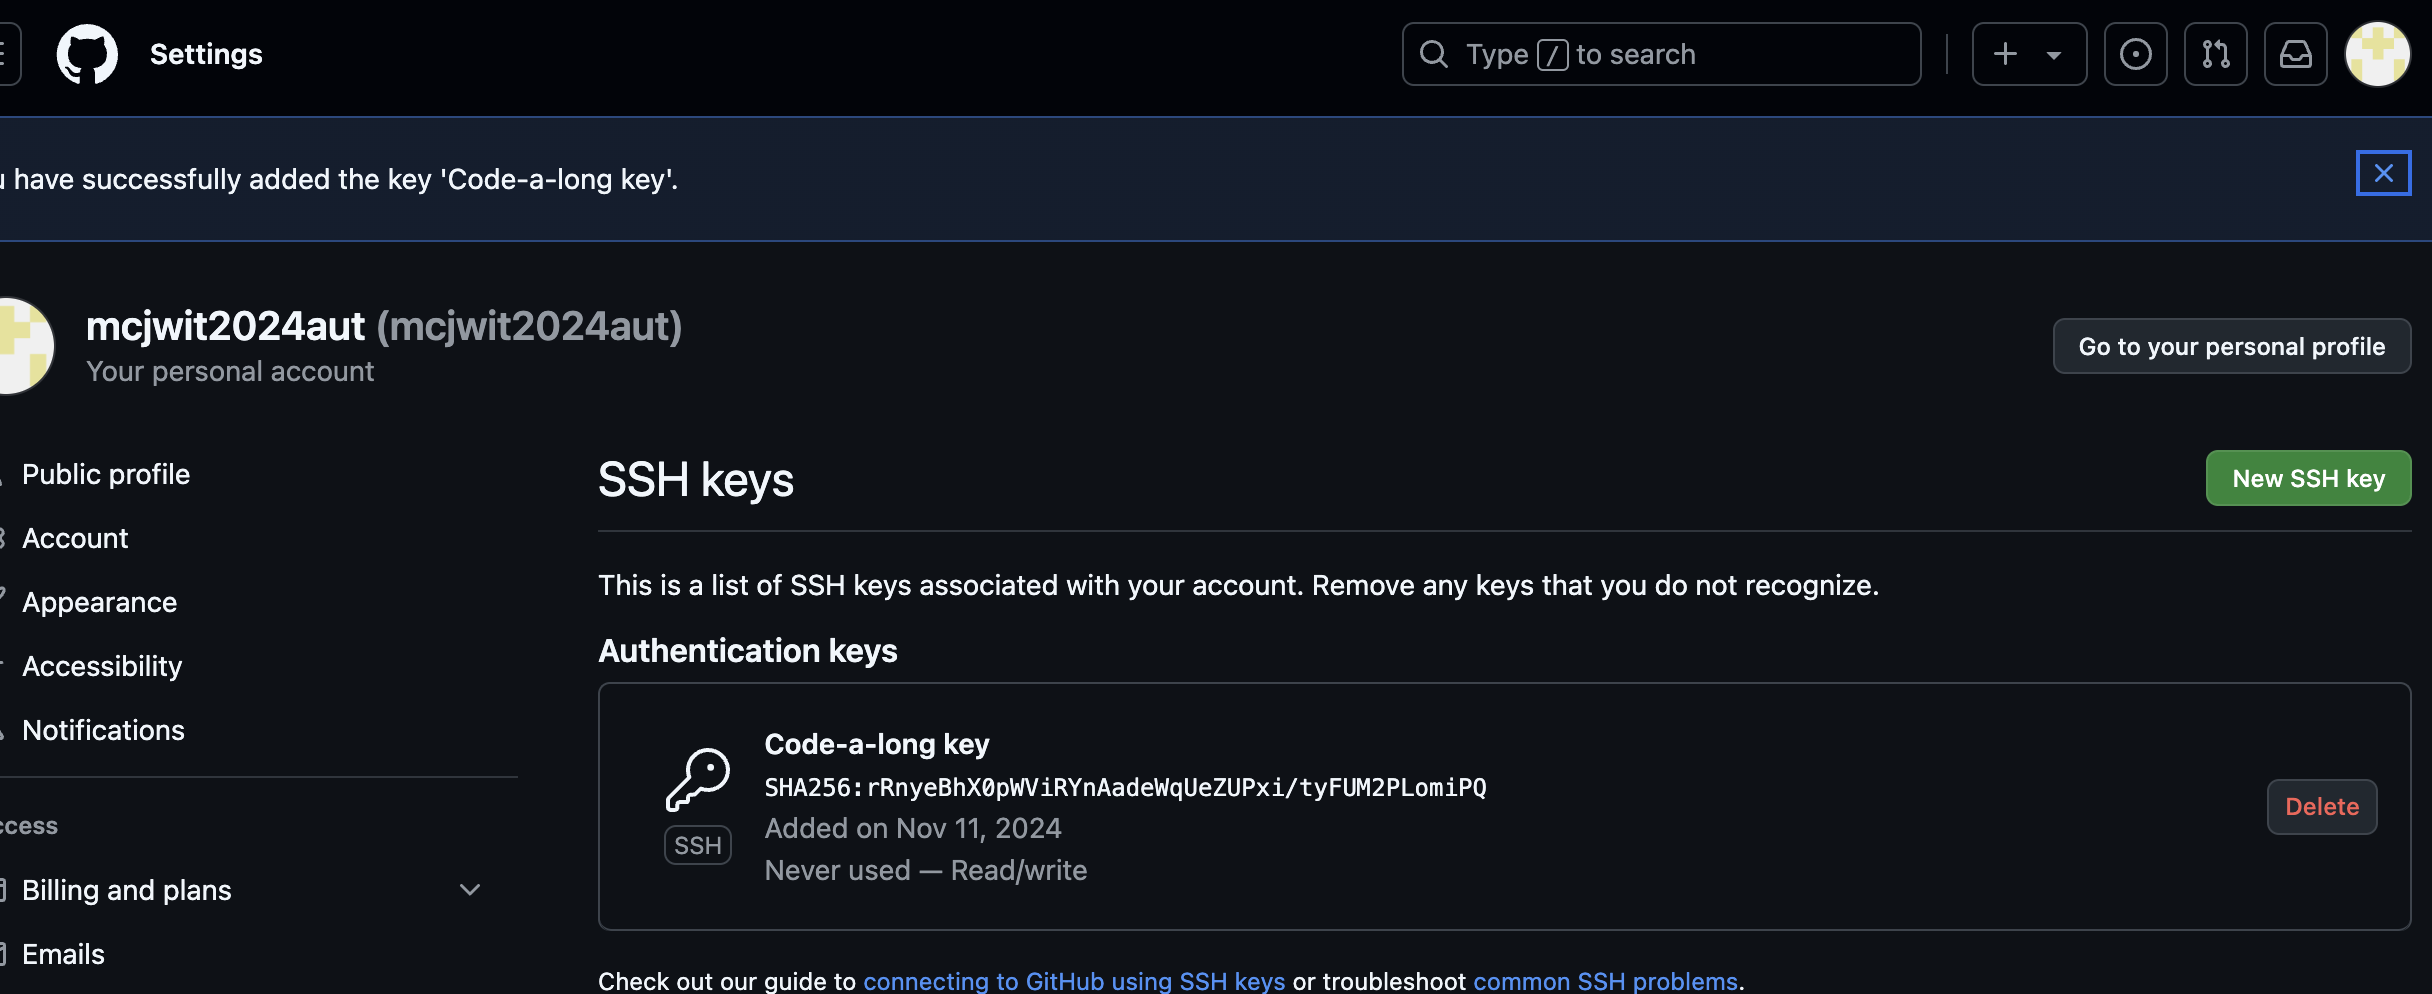 Settings
Type / to search
have successfully added the key 'Code-a-long key'.
mcjwit2024aut (mcjwit2024aut)
Your personal account
Go to your personal profile
Public profile
Account
Appearance
Accessibility
Notifications
Billing and plans
Emails
SSH keys
New SSH key
This is a list of SSH keys associated with your account. Remove any keys that you do not recognize.
Authentication keys
Code-a-long key
SHA256:rRnyeBhX0pWViRYnAadeWqUeZUPxi/tyFUM2PLomiPQ
Added on Nov 11, 2024
Never used — Read/write
SSH
Delete
Check out our guide to connecting to GitHub using SSH keys or troubleshoot common SSH problems.